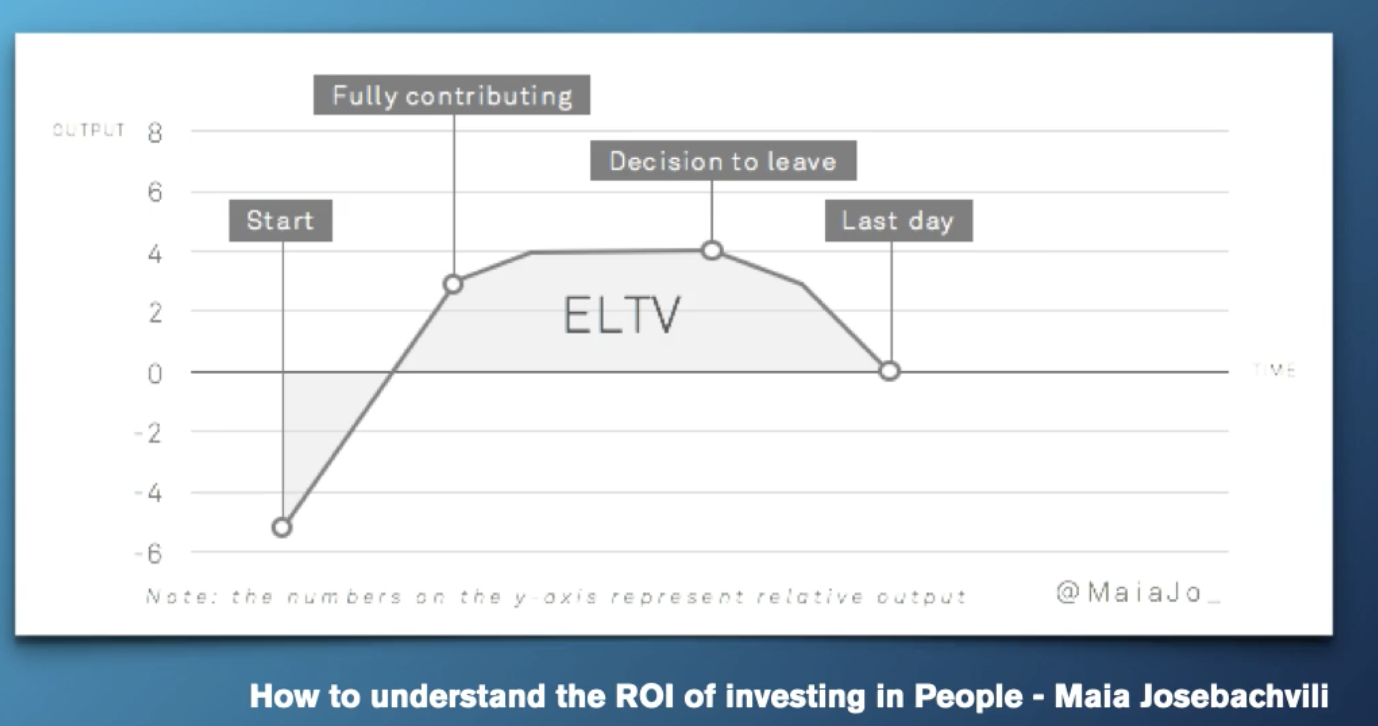 Fully contributing
OUTPUT 8
Decision to leave
6
Start
Last day
4
ELTV
2
0
TIME
-2
-4
-6
Note: the numbers on the y-axis represent relative output
@MaiaJo_
How to understand the ROI of investing in People - Maia Josebachvili